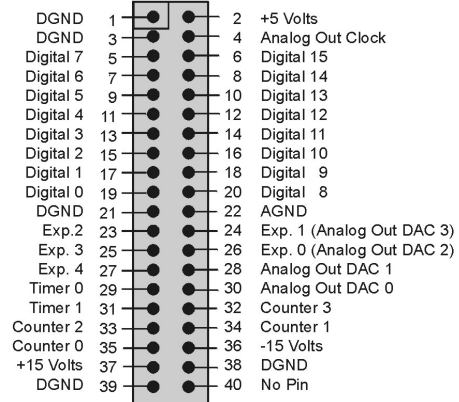 DGND 1 2 +5 Volts
DGND 3 4 Analog Out Clock
Digital 7 5 6 Digital 15
Digital 6 7 8 Digital 14
Digital 5 9 10 Digital 13
Digital 4 11 12 Digital 12
Digital 3 13 14 Digital 11
Digital 2 15 16 Digital 10
Digital 1 17 18 Digital 9
Digital 0 19 20 Digital 8
DGND 21 22 AGND
Exp.2 23 24 Exp. 1 (Analog Out DAC 3)
Exp. 3 25 26 Exp. 0 (Analog Out DAC 2)
Exp. 4 27 28 Analog Out DAC 1
Timer 0 29 30 Analog Out DAC 0
Timer 1 31 32 Counter 3
Counter 2 33 34 Counter 1
Counter 0 35 36 -15 Volts
+15 Volts 37 38 DGND
DGND 39 40 No Pin